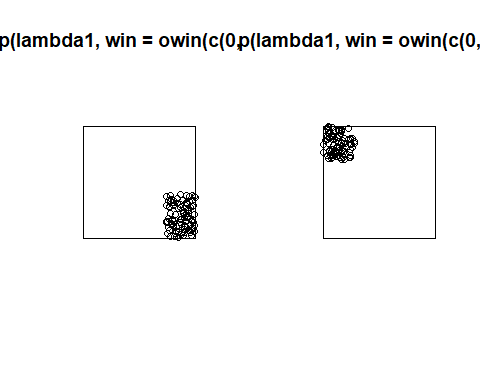 p(lambda1, win = owin(c(0,p(lambda1, win = owin(c(0,